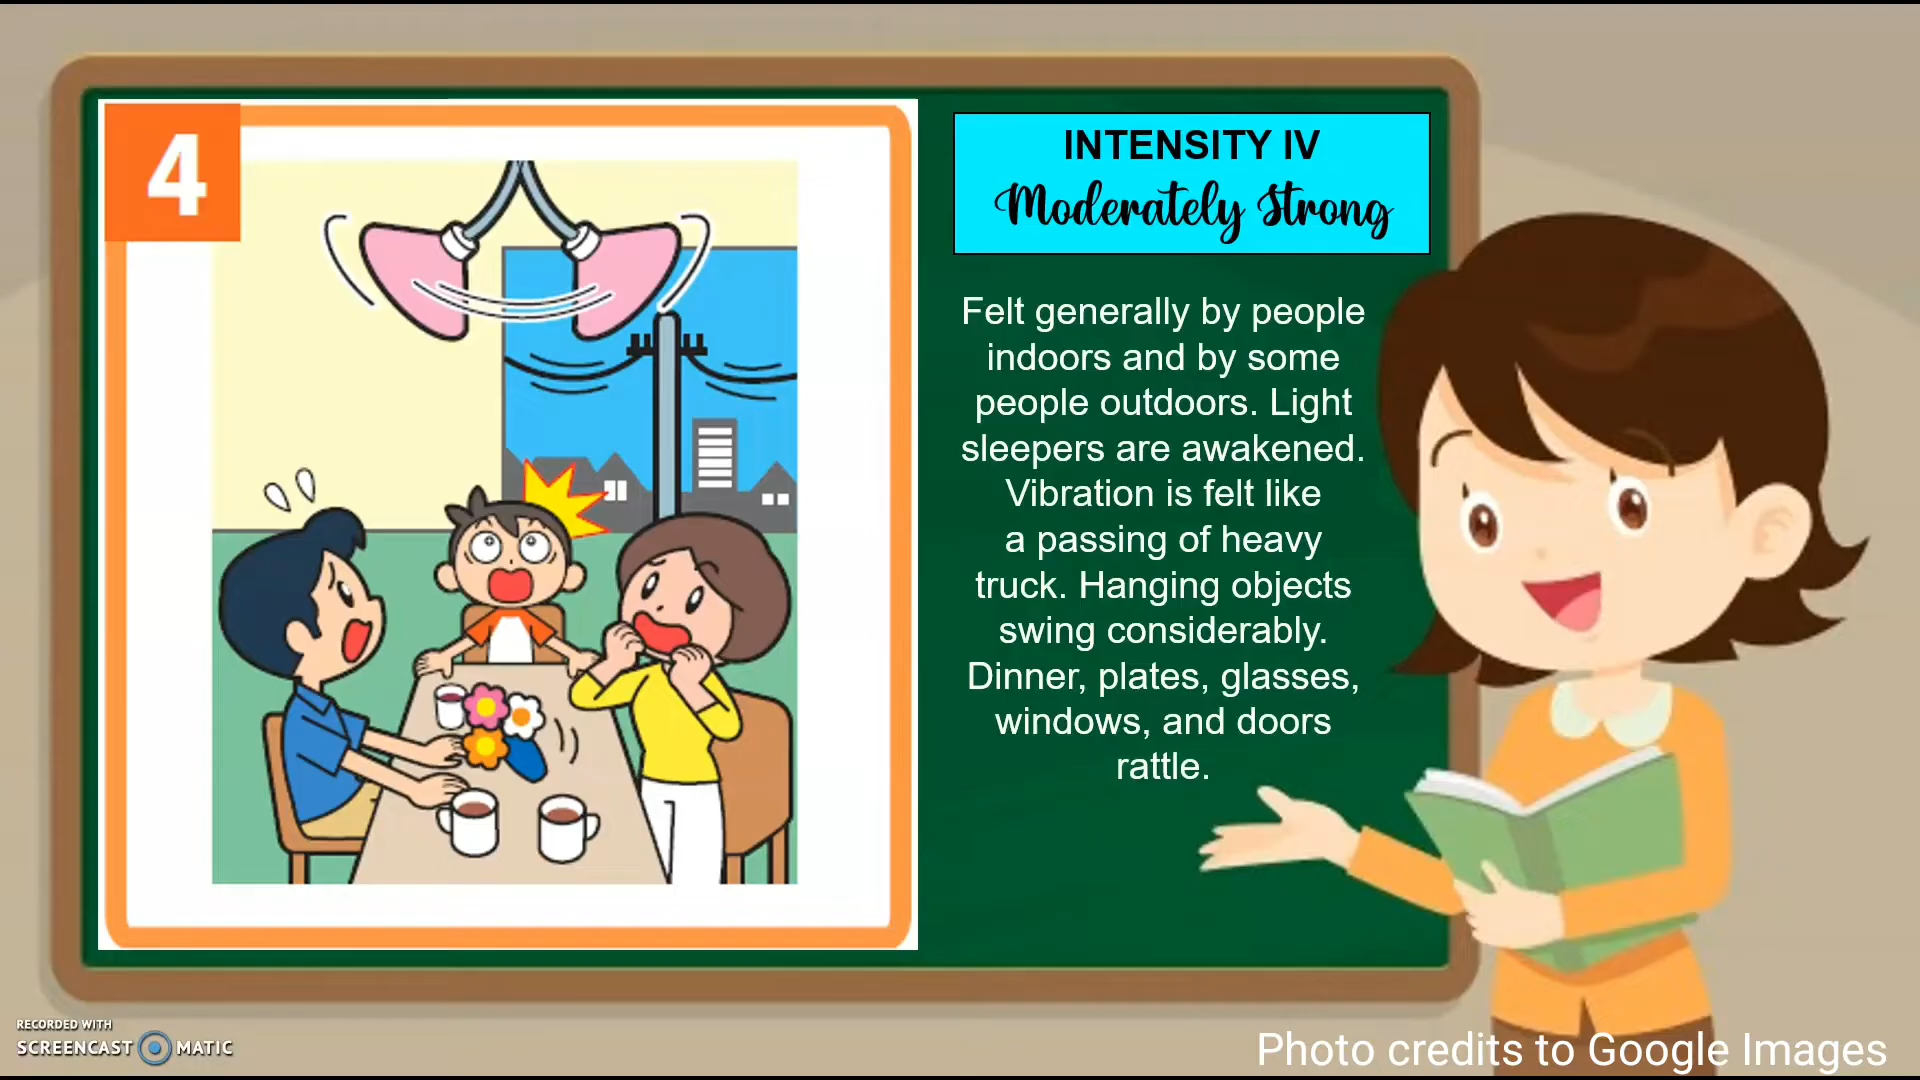 4
INTENSITY IV
Moderately Strong
Felt generally by people
indoors and by some
people outdoors. Light
sleepers are awakened.
Vibration is felt like
a passing of heavy
truck. Hanging objects
swing considerably.
Dinner, plates, glasses,
windows, and doors
rattle.
RECORDED WITH
SCREENCAST MATIC
Photo credits to Google Images